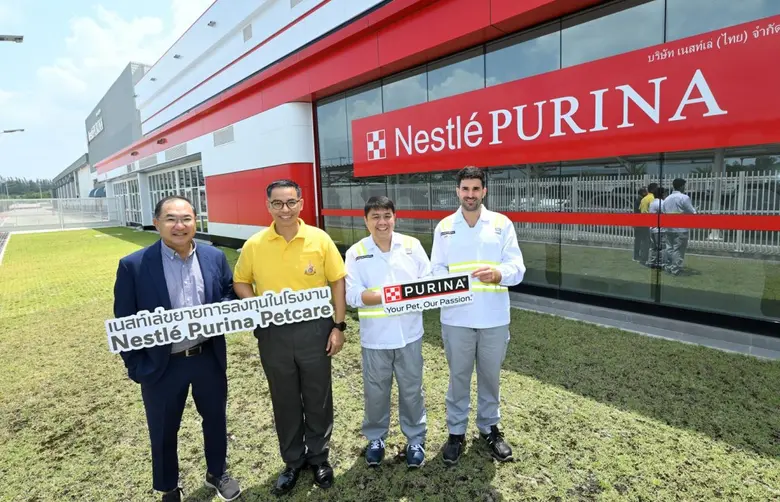 บริษัท เนสท์เล่ (ไทย) จำกัด
Nestlé PURINA
เนสท์เล่ขยายการลงทุนในโรงงาน
Nestlé Purina Petcare
PURINA
Your Pet, Our Passion.